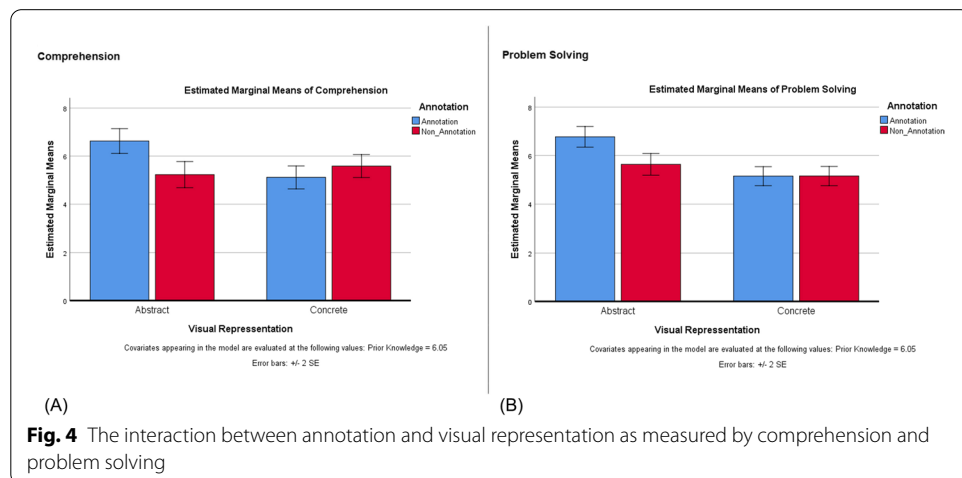 Comprehension
Estimated Marginal Means of Comprehension
Annotation
Annotation
Non_Annotation
Estimated Marginal Means
8
6
4
2
0
Abstract
Concrete
Visual Representation
Covariates appearing in the model are evaluated at the following values: Prior Knowledge = 6.05
Error bars: +/- 2 SE
(A)
Problem Solving
Estimated Marginal Means of Problem Solving
Annotation
Annotation
Non_Annotation
Estimated Marginal Means
8
6
4
2
0
Abstract
Concrete
Visual Representation
Covariates appearing in the model are evaluated at the following values: Prior Knowledge = 6.05
Error bars: +/- 2 SE
(B)
Fig. 4 The interaction between annotation and visual representation as measured by comprehension and
problem solving